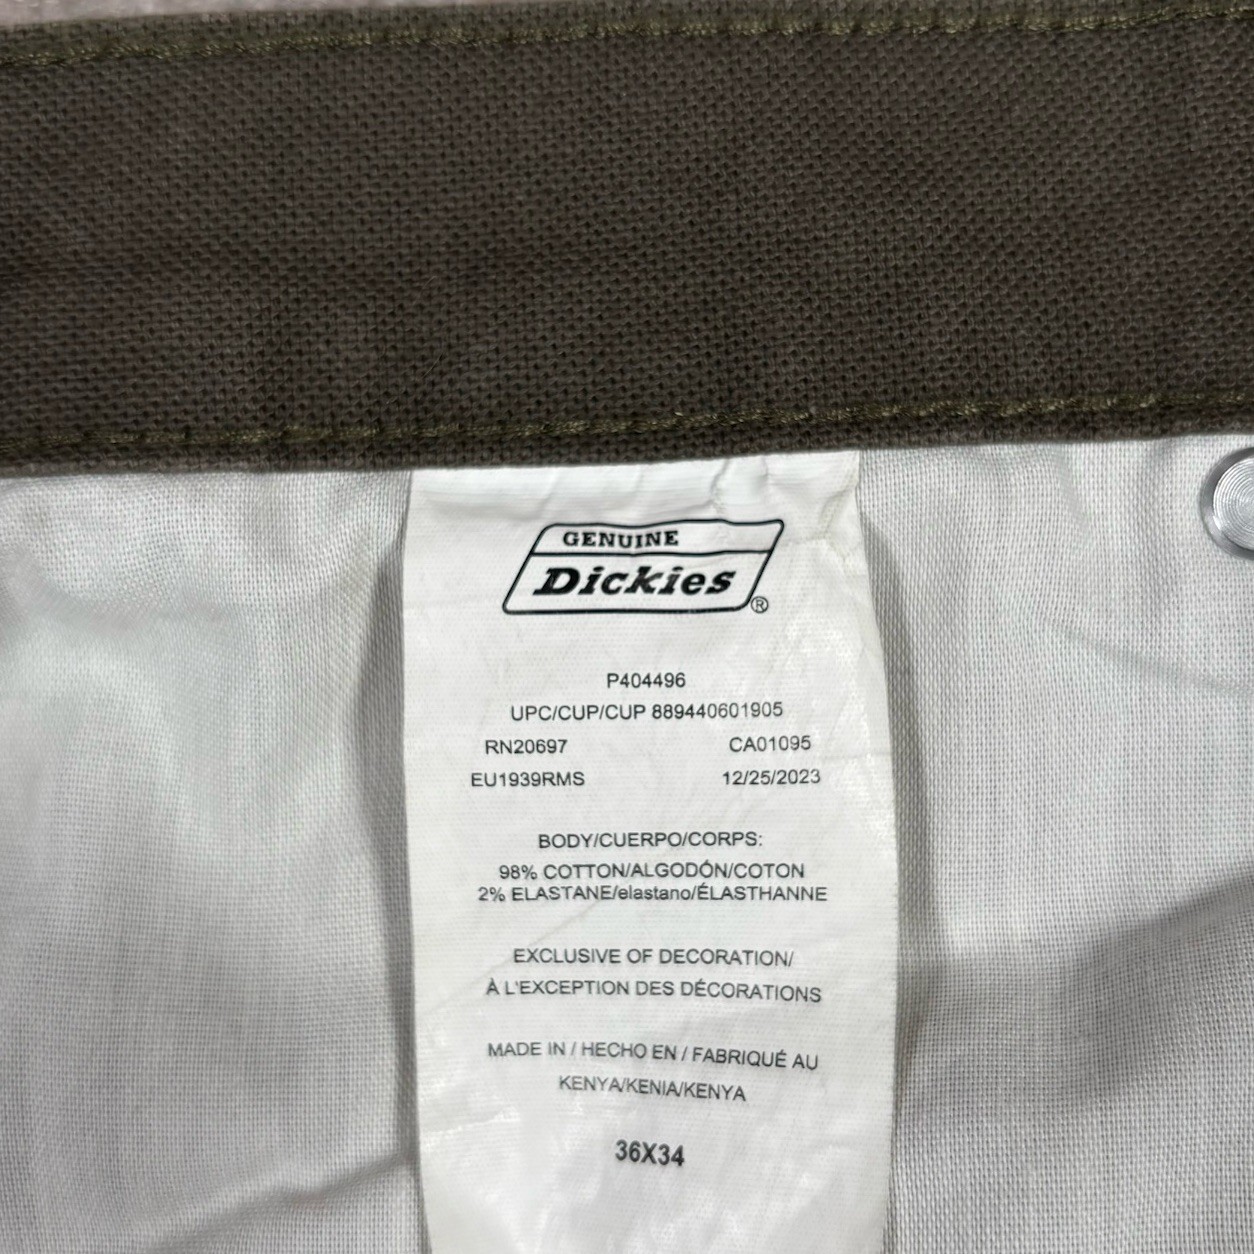 GENUINE
Dickies®
P404496
UPC/CUP/CUP 889440601905
RN20697 CA01095
EU1939RMS 12/25/2023
BODY/CUERPO/CORPS:
98% COTTON/ALGODÓN/COTON
2% ELASTANE/elastano/ÉLASTHANNE
EXCLUSIVE OF DECORATION/
À L'EXCEPTION DES DÉCORATIONS
MADE IN / HECHO EN / FABRIQUÉ AU
KENYA/KENIA/KENYA
36X34